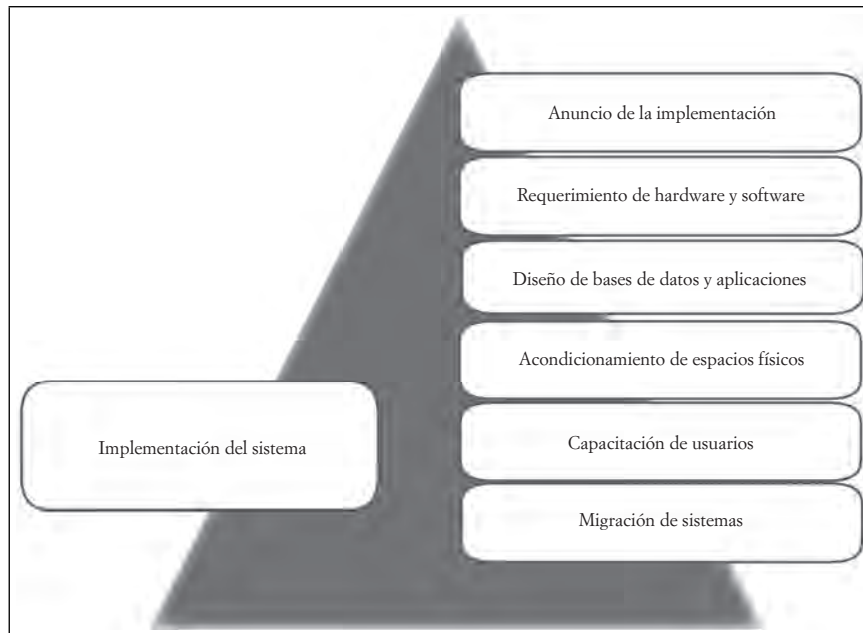 Anuncio de la implementación
Requerimiento de hardware y software
Diseño de bases de datos y aplicaciones
Acondicionamiento de espacios físicos
Implementación del sistema
Capacitación de usuarios
Migración de sistemas